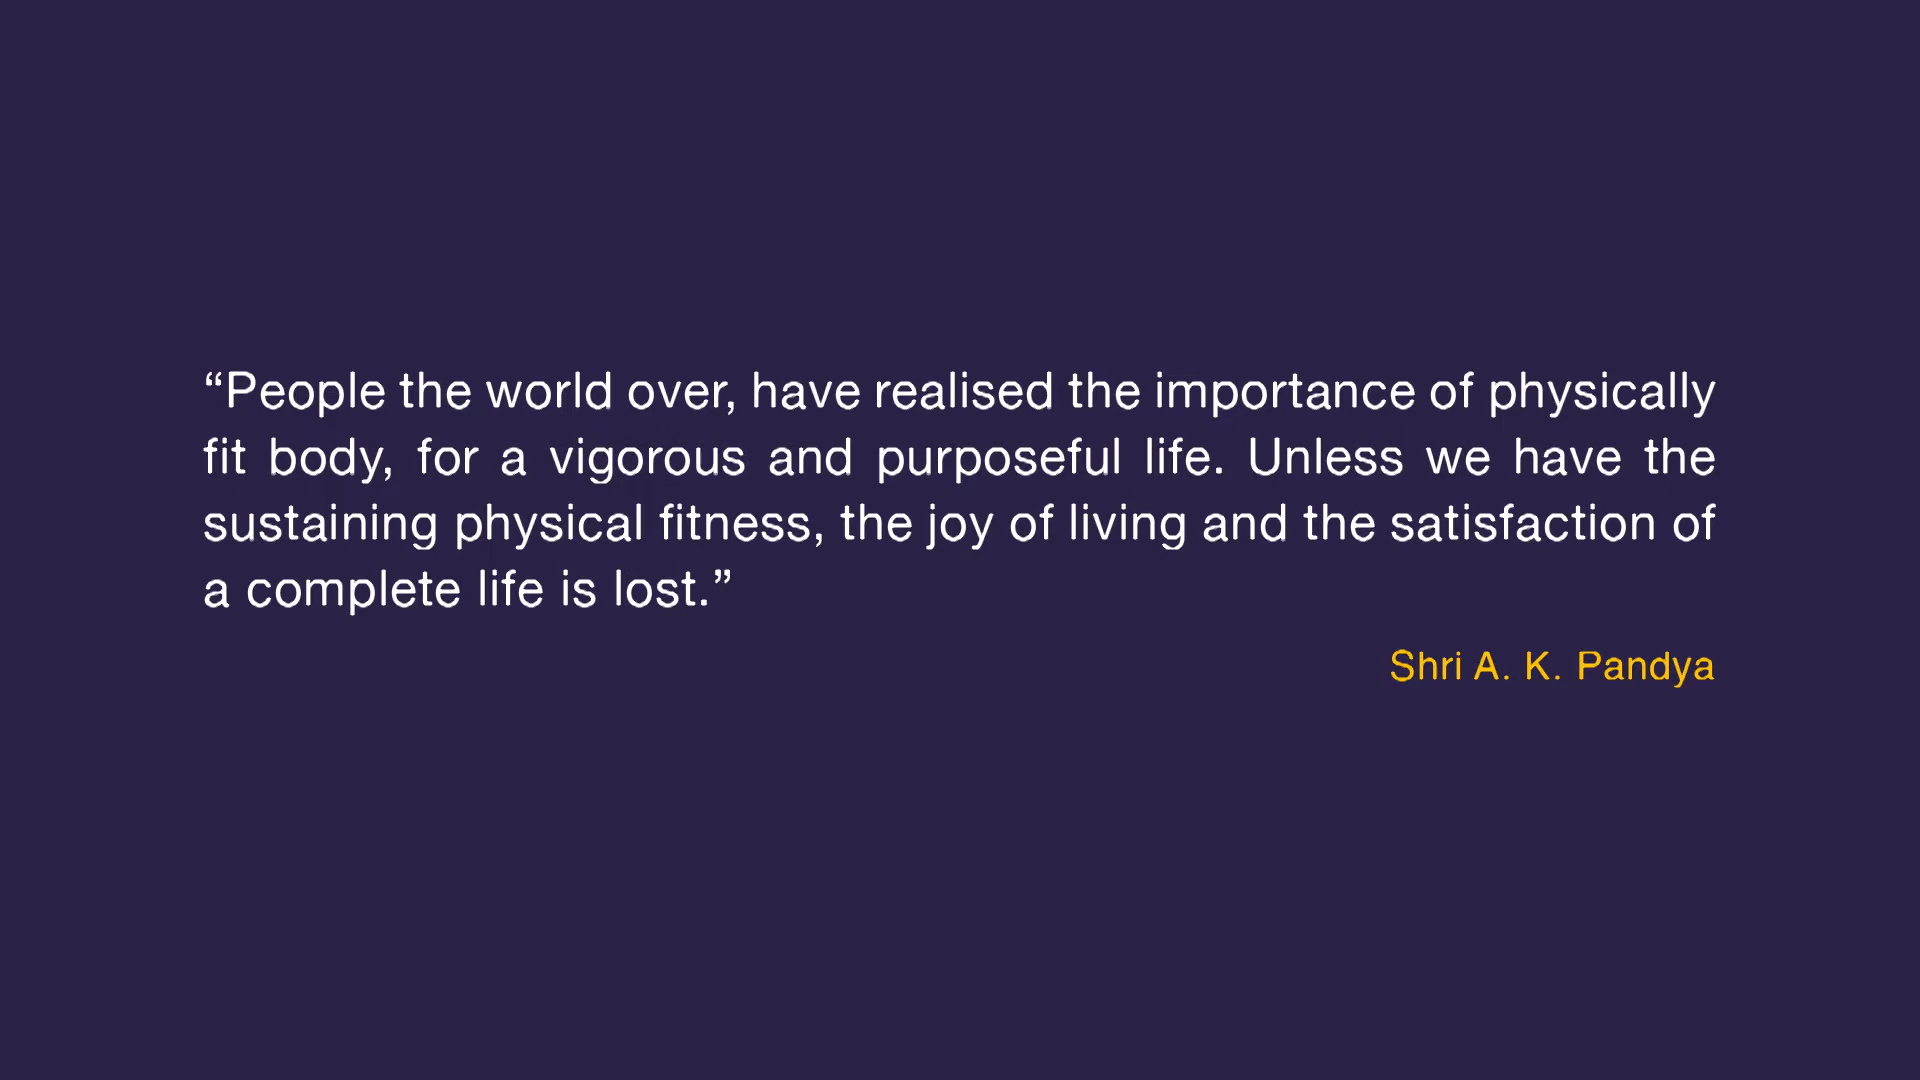 “People the world over, have realised the importance of physically
fit body, for a vigorous and purposeful life. Unless we have the
sustaining physical fitness, the joy of living and the satisfaction of
a complete life is lost.”
Shri A. K. Pandya